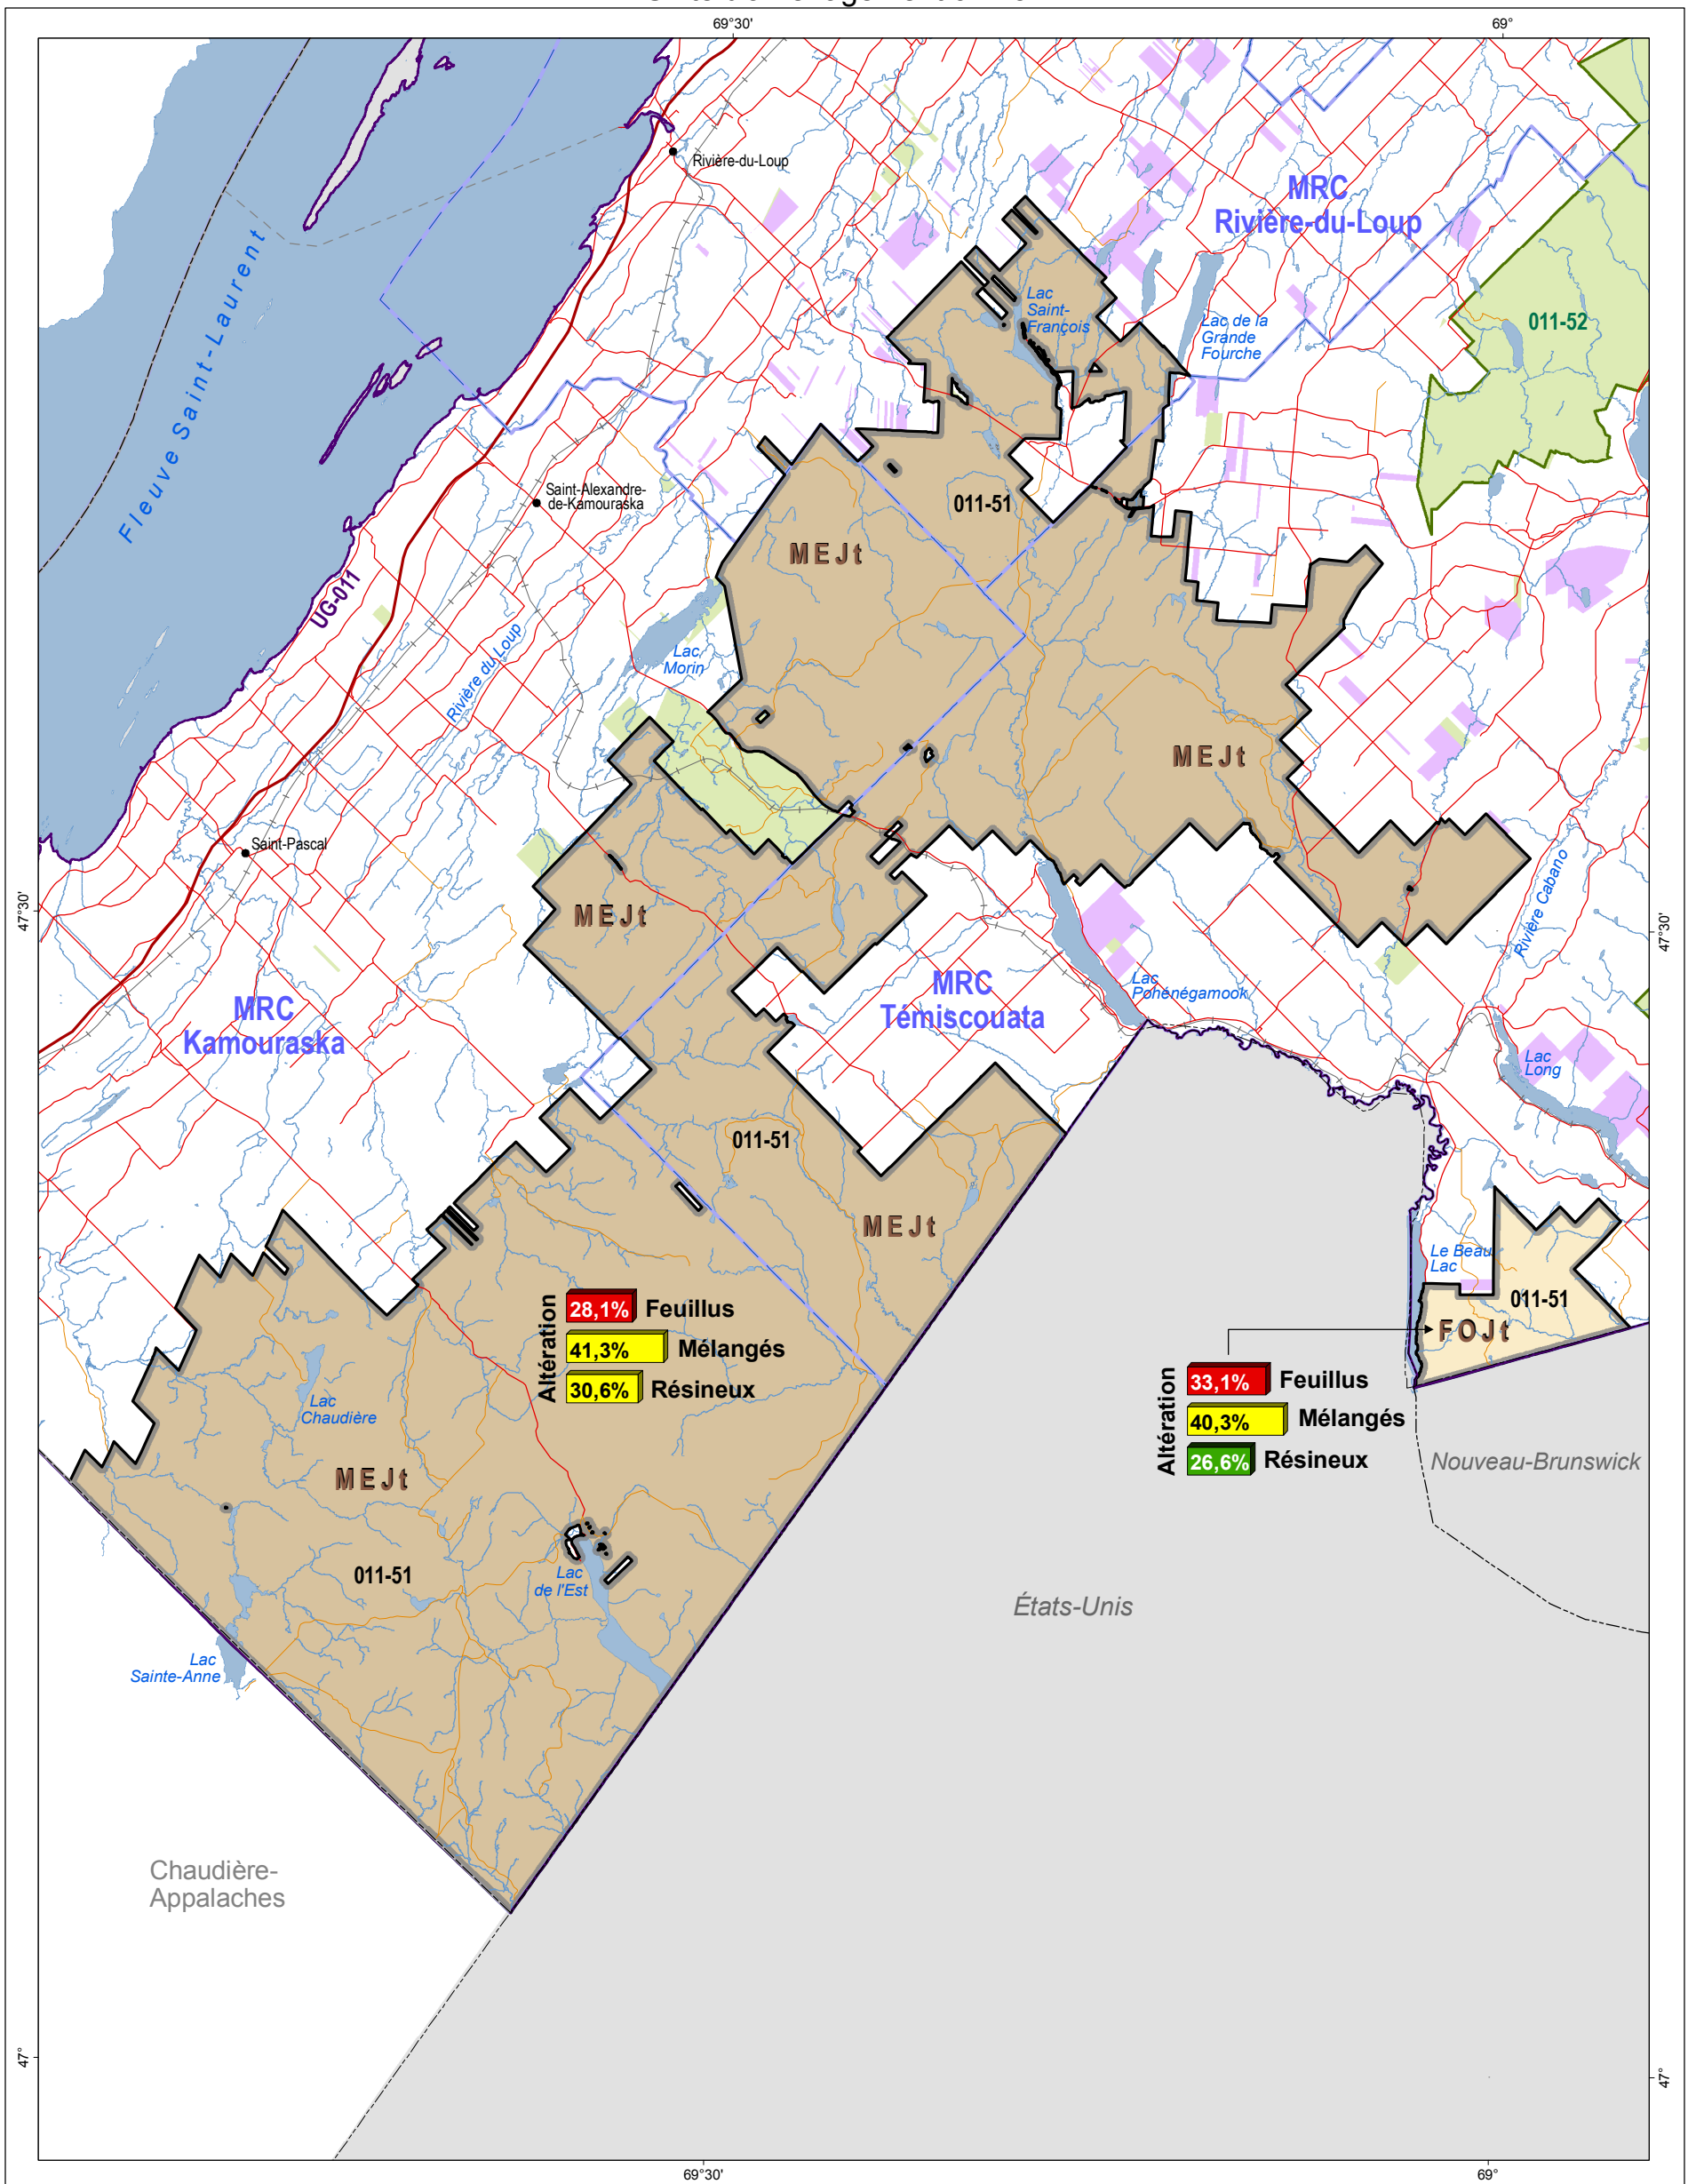 69°30'
69°
Rivière-du-Loup
MRC
Rivière-du-Loup
Fleuve Saint-Laurent
Lac
Saint-
François
Lac de la
Grande
Fourche
011-52
Saint-Alexandre-
de-Kamouraska
011-51
MEJt
UG-011
Rivière du Loup
Lac
Morin
MEJt
Saint-Pascal
47°30'
47°30'
MEJt
Rivière Cabano
MRC
Kamouraska
MRC
Témiscouata
Lac
Pohénégamook
Lac
Long
011-51
MEJt
Le Beau
Lac
011-51
FOJt
Altération
28,1% Feuillus
41,3% Mélangés
30,6% Résineux
Altération
33,1% Feuillus
40,3% Mélangés
26,6% Résineux
Lac
Chaudière
MEJt
Nouveau-Brunswick
011-51
Lac
de l'Est
États-Unis
Lac
Sainte-Anne
Chaudière-
Appalaches
47°
47°
69°30'
69°